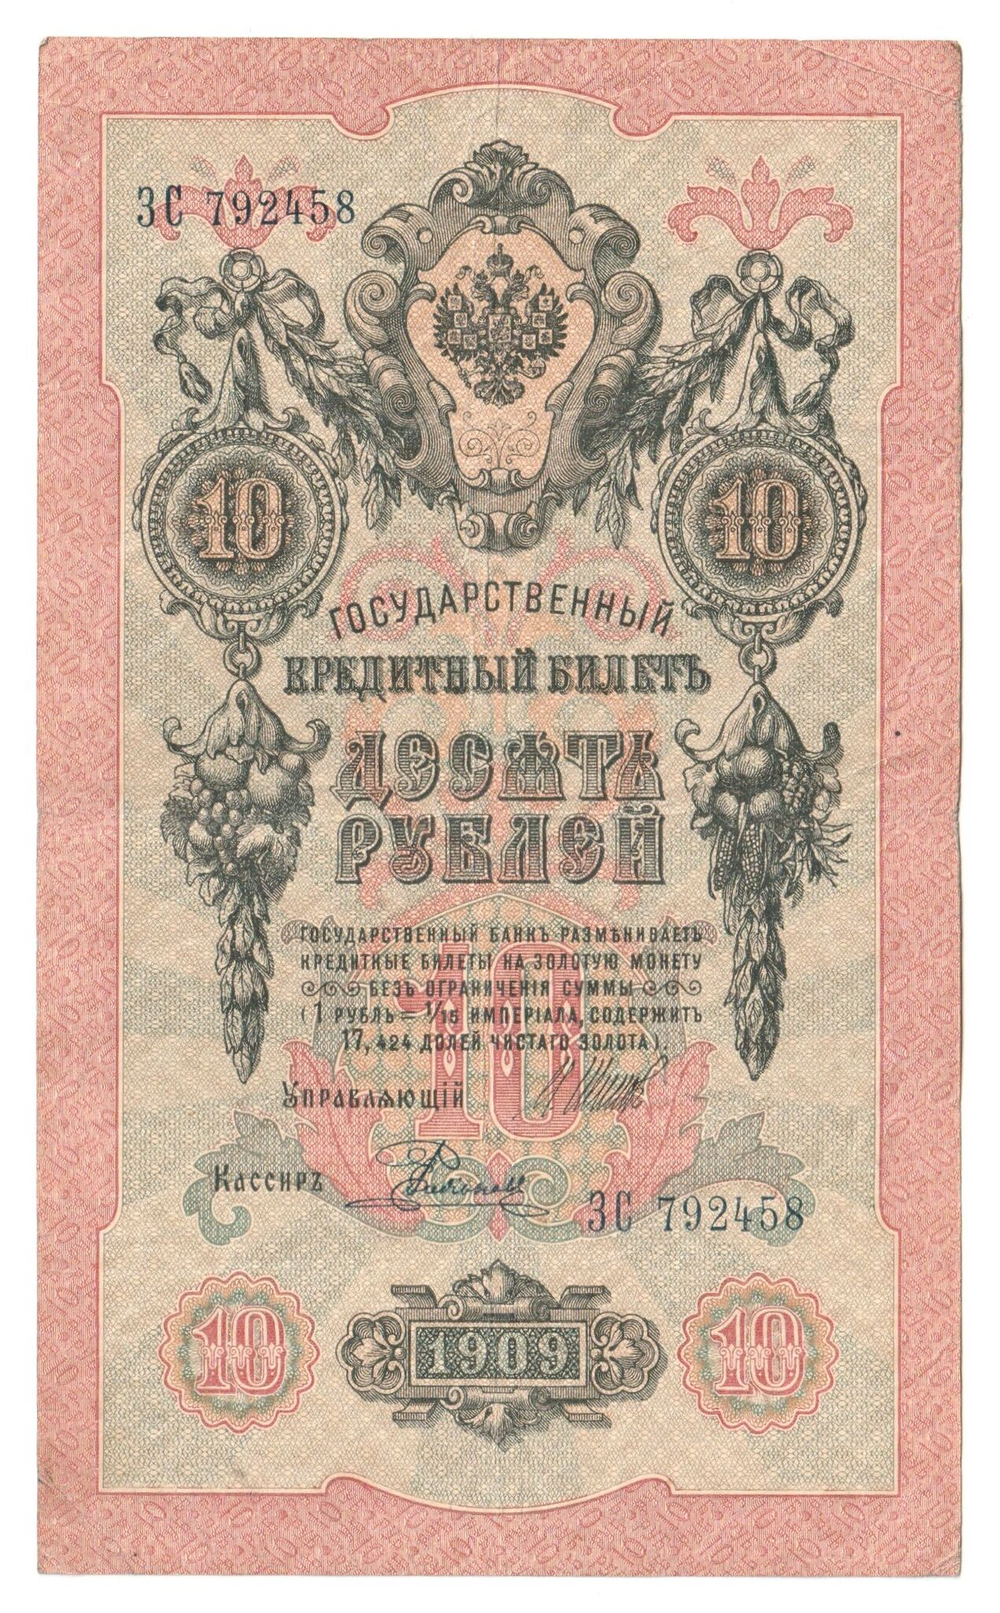 ЗС 792458
10 10
ГОСУДАРСТВЕННЫЙ
КРЕДИТНЫЙ БИЛЕТЪ
ДЕСЯТЬ
РУБЛЕЙ
ГОСУДАРСТВЕННЫЙ БАНКЪ РАЗМѢНИВАЕТЪ
КРЕДИТНЫЕ БИЛЕТЫ НА ЗОЛОТУЮ МОНЕТУ
БЕЗЪ ОГРАНИЧЕНІЯ СУММЫ
(1 РУБЛЬ = 1/15 ИМПЕРІАЛА, СОДЕРЖИТЪ
17,424 ДОЛЕЙ ЧИСТАГО ЗОЛОТА).
10
УПРАВЛЯЮЩІЙ
КАССИРЪ
ЗС 792458
10 1909 10